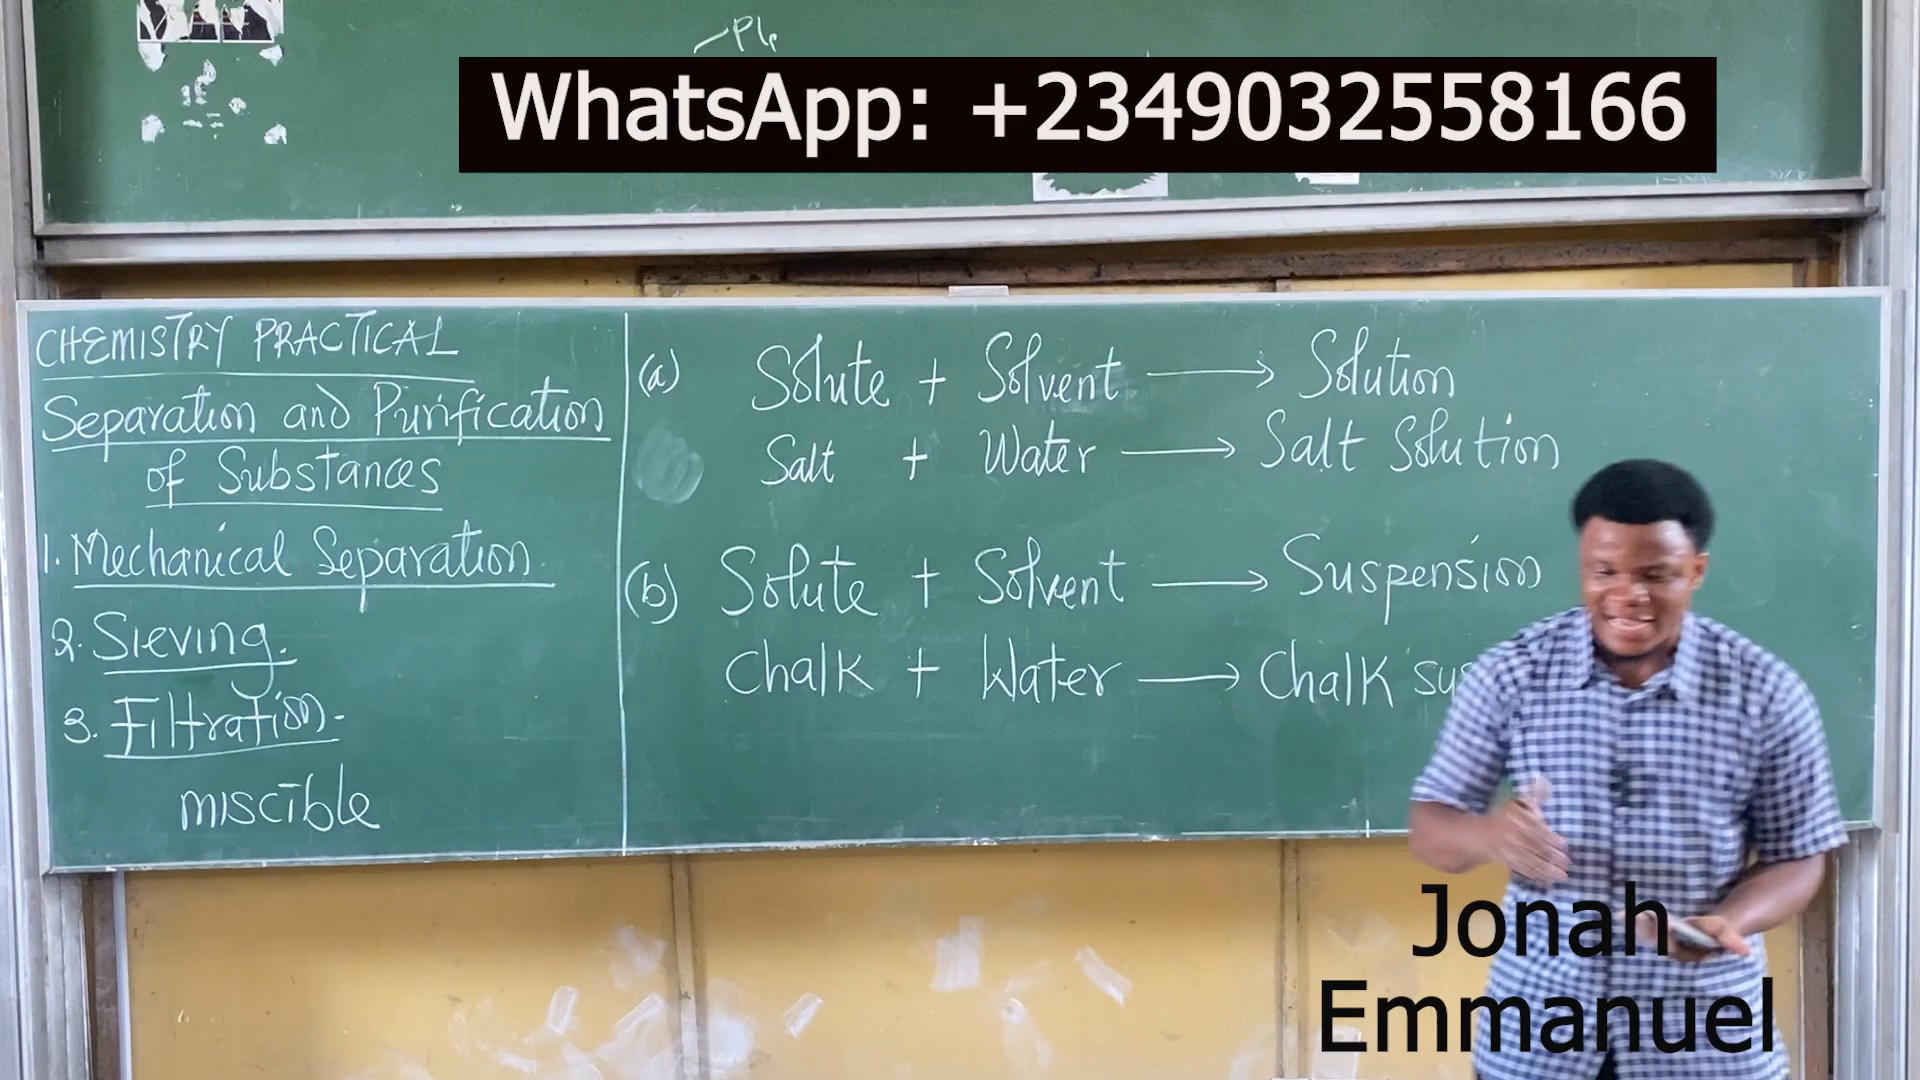 WhatsApp: +2349032558166
CHEMISTRY PRACTICAL
Separation and Purification
of Substances
1. Mechanical Separation.
2. Sieving.
3. Filtration.
miscible
(a) Solute + Solvent → Solution
Salt + Water → Salt Solution
(b) Solute + Solvent → Suspension
Chalk + Water → Chalk
Jonah
Emmanuel